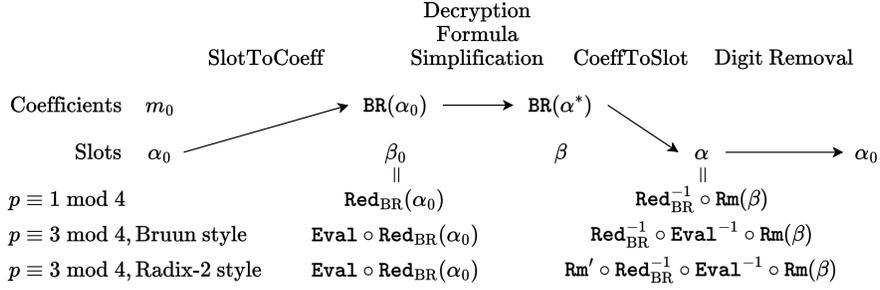 Decryption
Formula
SlotToCoeff Simplification CoeffToSlot Digit Removal
Coefficients m₀ BR(α₀) BR(α*)
Slots α₀ β₀ β α α₀
|| ||
p ≡ 1 mod 4 Red_BR(α₀) Red_BR⁻¹ ∘ Rm(β)
p ≡ 3 mod 4, Bruun style Eval ∘ Red_BR(α₀) Red_BR⁻¹ ∘ Eval⁻¹ ∘ Rm(β)
p ≡ 3 mod 4, Radix-2 style Eval ∘ Red_BR(α₀) Rm′ ∘ Red_BR⁻¹ ∘ Eval⁻¹ ∘ Rm(β)